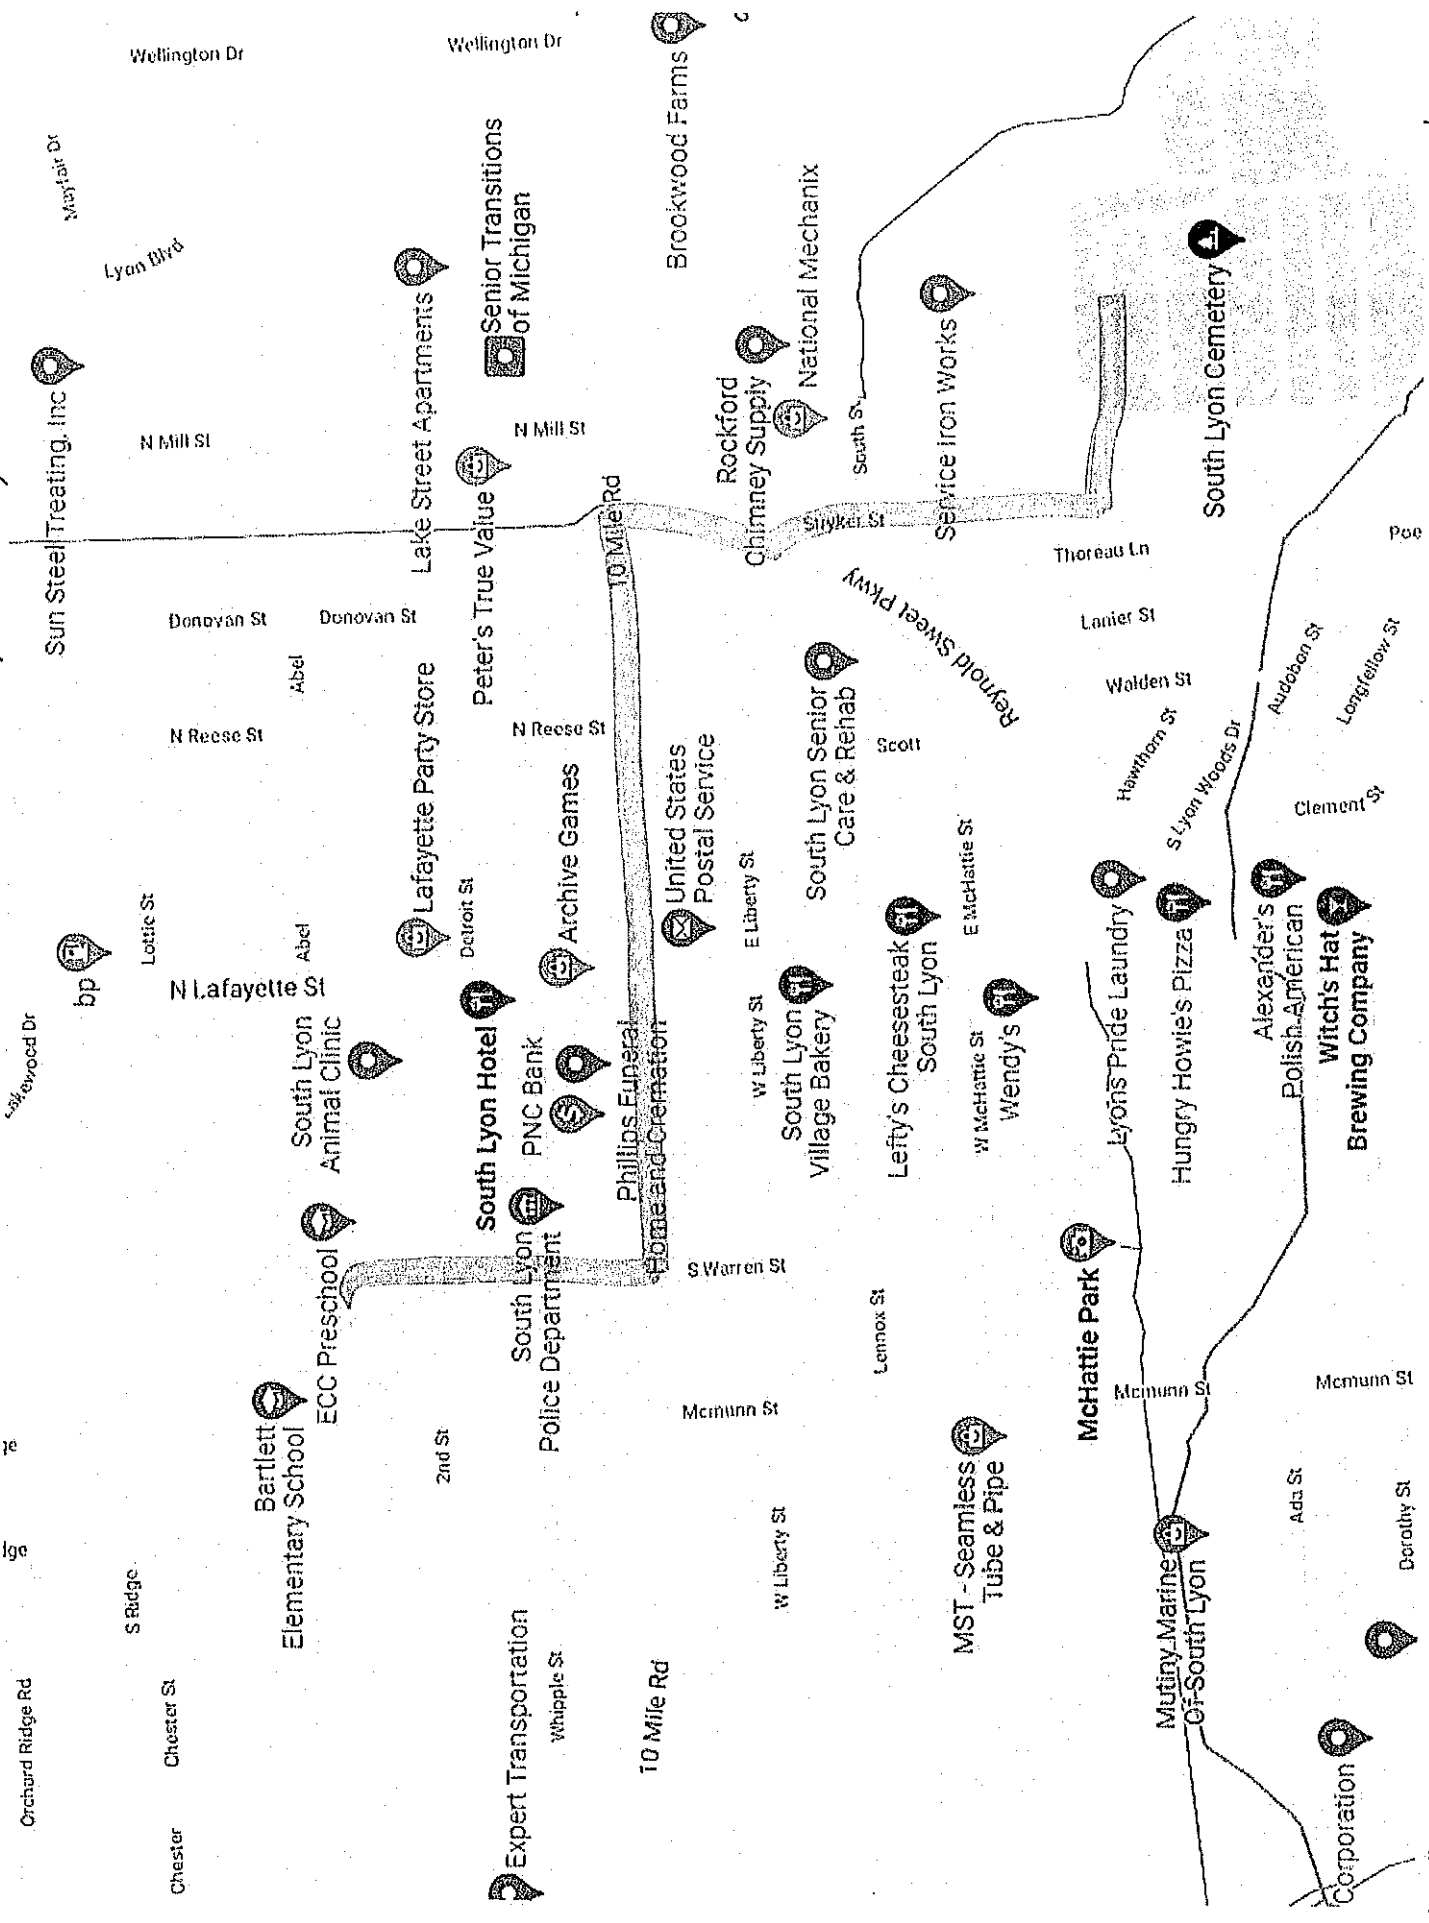 Wellington Dr
Wellington Dr
Mayfair Dr
Lyon Blvd
Sun Steel Treating, Inc
N Mill St
Lake Street Apartments
Senior Transitions
of Michigan
Peter's True Value
N Mill St
Brookwood Farms
Rockford
Chimney Supply
National Mechanix
South St
Service Iron Works
South Lyon Cemetery
10 Mile Rd
Stryker St
Thoreau Ln
Poe
Donovan St
Donovan St
Abel
N Reese St
Lafayette Party Store
N Reese St
Reynold Sweet Pkwy
Lanier St
Walden St
Audobon St
Longfellow St
Hawthorn St
S Lyon Woods Dr
Clement St
South Lyon Senior
Care & Rehab
Scott
United States
Postal Service
Archive Games
Detroit St
E Liberty St
E McHattie St
bp
Lottie St
N Lafayette St
Abel
South Lyon
Animal Clinic
South Lyon Hotel
PNC Bank
Phillips Funeral
Home and Cremation
W Liberty St
South Lyon
Village Bakery
Lefty's Cheesesteak
South Lyon
W McHattie St
Wendy's
Lyons Pride Laundry
Hungry Howie's Pizza
Alexander's
Polish-American
Witch's Hat
Brewing Company
ECC Preschool
South Lyon
Police Department
S Warren St
Lennox St
McHattie Park
Mcmunn St
Mcmunn St
Mcmunn St
Bartlett
Elementary School
2nd St
MST - Seamless
Tube & Pipe
W Liberty St
Ada St
Dorothy St
S Ridge
Orchard Ridge Rd
Chester St
Chester
Expert Transportation
Whipple St
10 Mile Rd
Mutiny Marine
Of South Lyon
Corporation